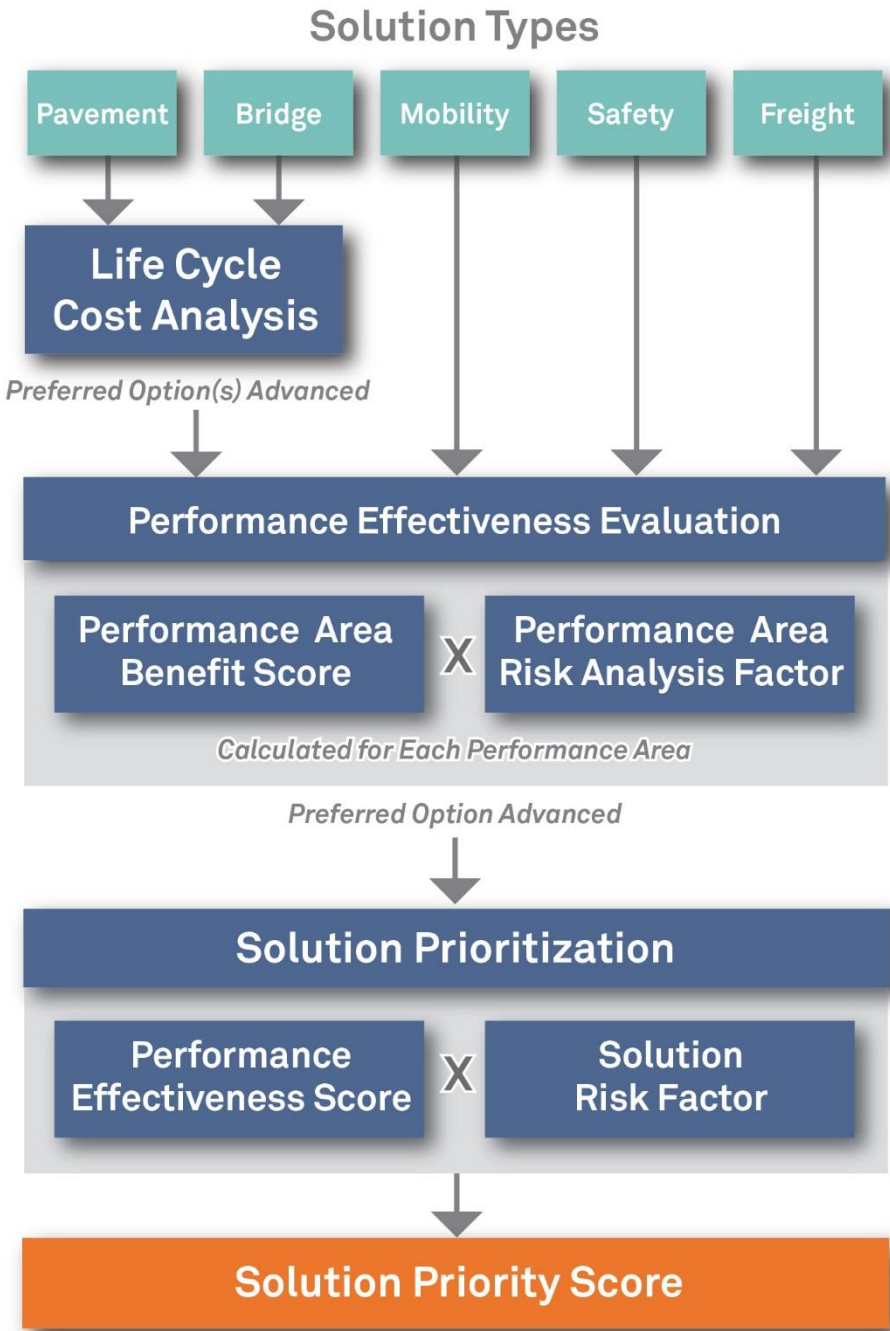 Solution Types
Pavement
Bridge
Mobility
Safety
Freight
Life Cycle
Cost Analysis
Preferred Option(s) Advanced
Performance Effectiveness Evaluation
Performance Area
Benefit Score
X
Performance Area
Risk Analysis Factor
Calculated for Each Performance Area
Preferred Option Advanced
Solution Prioritization
Performance
Effectiveness Score
X
Solution
Risk Factor
Solution Priority Score